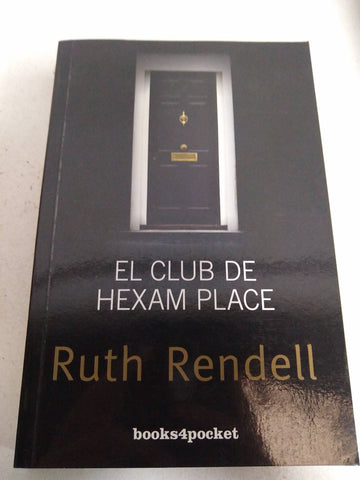 EL CLUB DE
HEXAM PLACE
Ruth Rendell
books4pocket